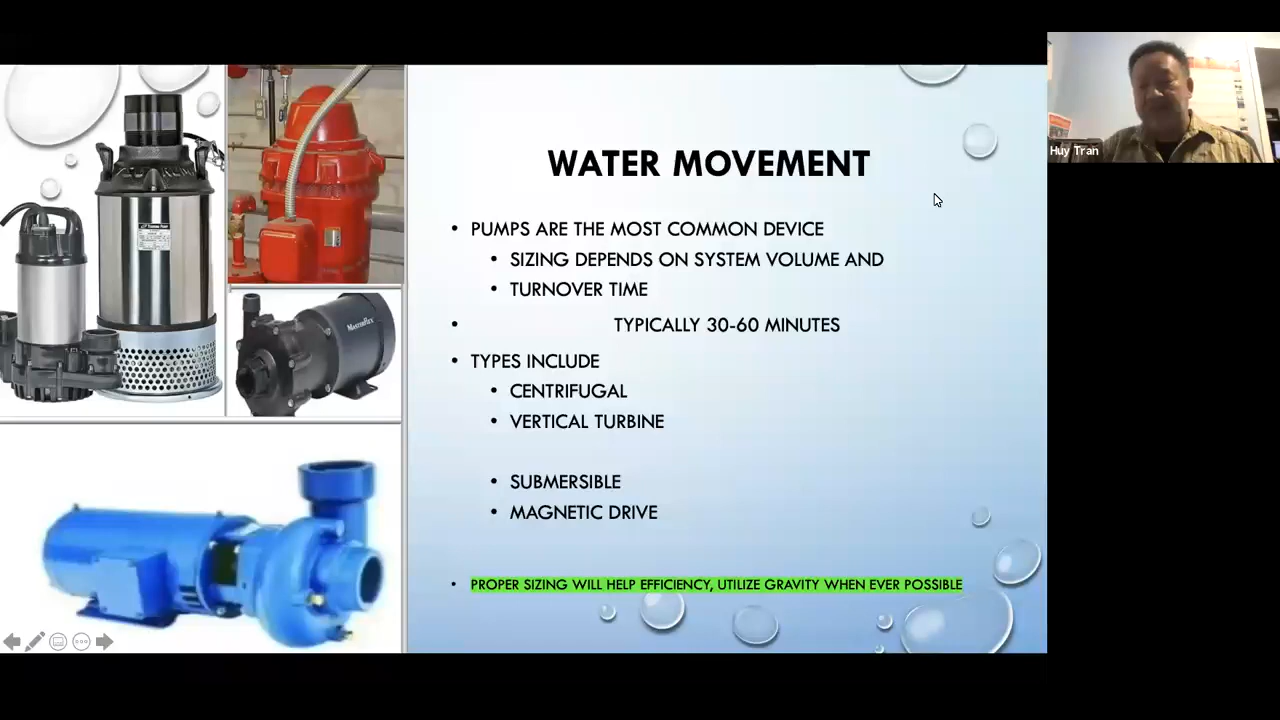 WATER MOVEMENT
• PUMPS ARE THE MOST COMMON DEVICE
• SIZING DEPENDS ON SYSTEM VOLUME AND
• TURNOVER TIME
• TYPICALLY 30-60 MINUTES
• TYPES INCLUDE
• CENTRIFUGAL
• VERTICAL TURBINE
• SUBMERSIBLE
• MAGNETIC DRIVE
• PROPER SIZING WILL HELP EFFICIENCY, UTILIZE GRAVITY WHEN EVER POSSIBLE
Huy Tran